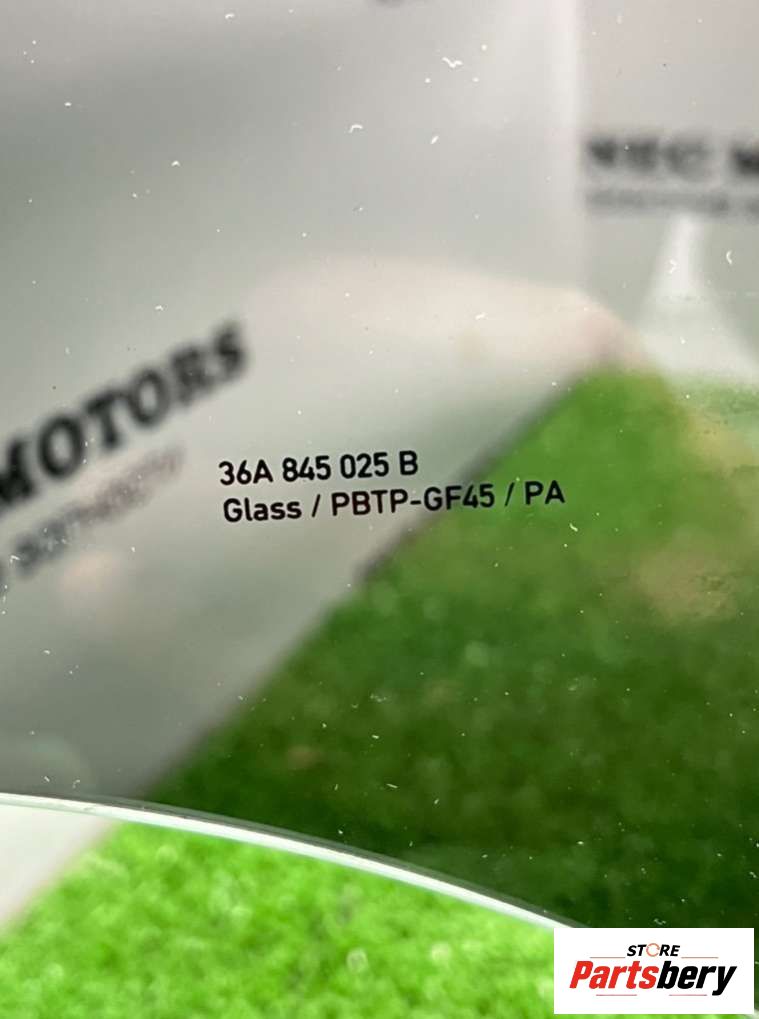 MOTORS
36A 845 025 B
Glass / PBTP-GF45 / PA
STORE
Partsbery